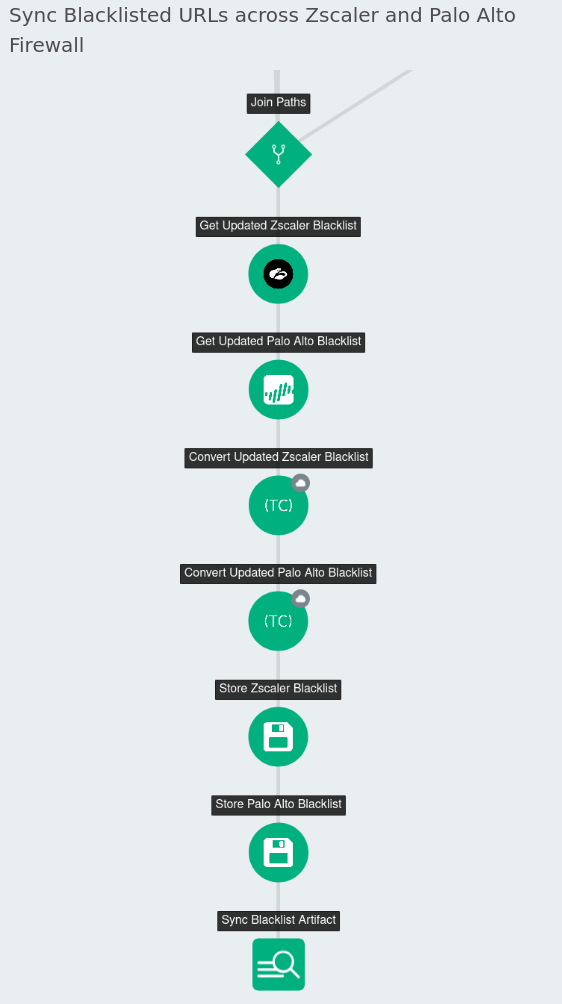 Sync Blacklisted URLs across Zscaler and Palo Alto
Firewall
Join Paths
Get Updated Zscaler Blacklist
Get Updated Palo Alto Blacklist
Convert Updated Zscaler Blacklist
(TC)
Convert Updated Palo Alto Blacklist
(TC)
Store Zscaler Blacklist
Store Palo Alto Blacklist
Sync Blacklist Artifact